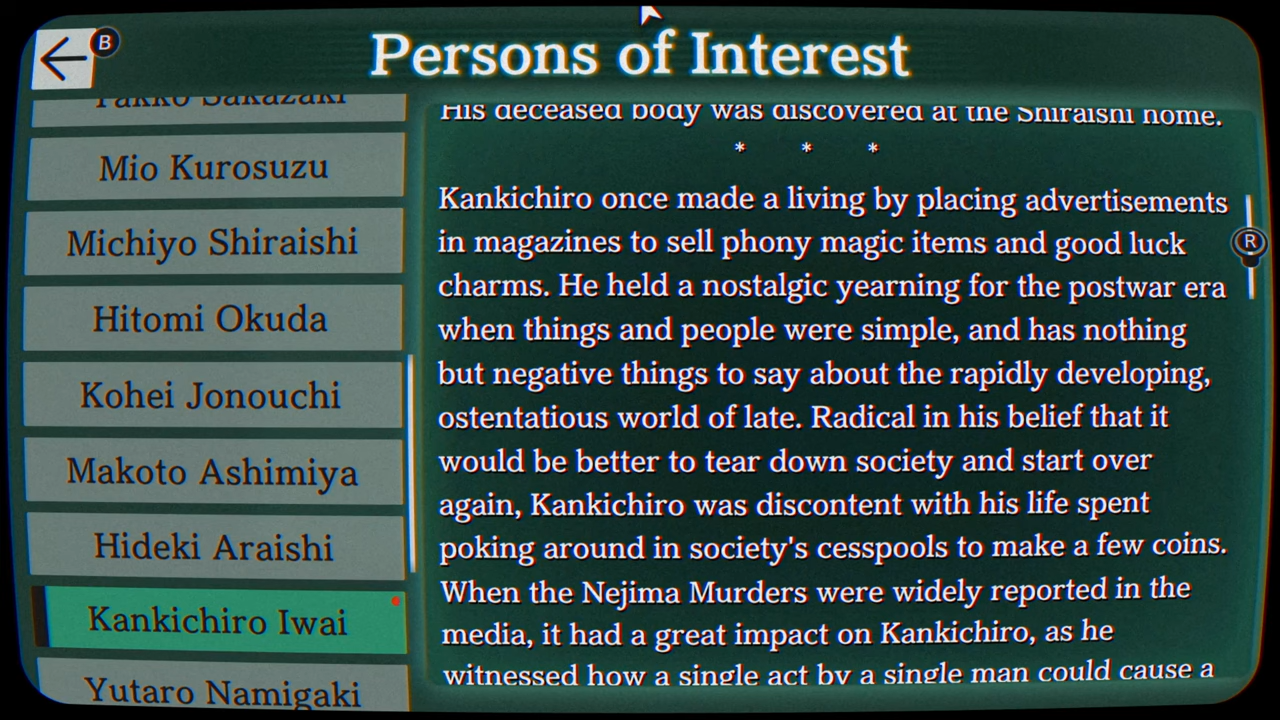 B
Persons of Interest
Yakko Sakazaki
Mio Kurosuzu
Michiyo Shiraishi
Hitomi Okuda
Kohei Jonouchi
Makoto Ashimiya
Hideki Araishi
Kankichiro Iwai
Yutaro Namigaki
His deceased body was discovered at the Shiraishi home.
* * *
Kankichiro once made a living by placing advertisements
in magazines to sell phony magic items and good luck
charms. He held a nostalgic yearning for the postwar era
when things and people were simple, and has nothing
but negative things to say about the rapidly developing,
ostentatious world of late. Radical in his belief that it
would be better to tear down society and start over
again, Kankichiro was discontent with his life spent
poking around in society's cesspools to make a few coins.
When the Nejima Murders were widely reported in the
media, it had a great impact on Kankichiro, as he
witnessed how a single act by a single man could cause a
R